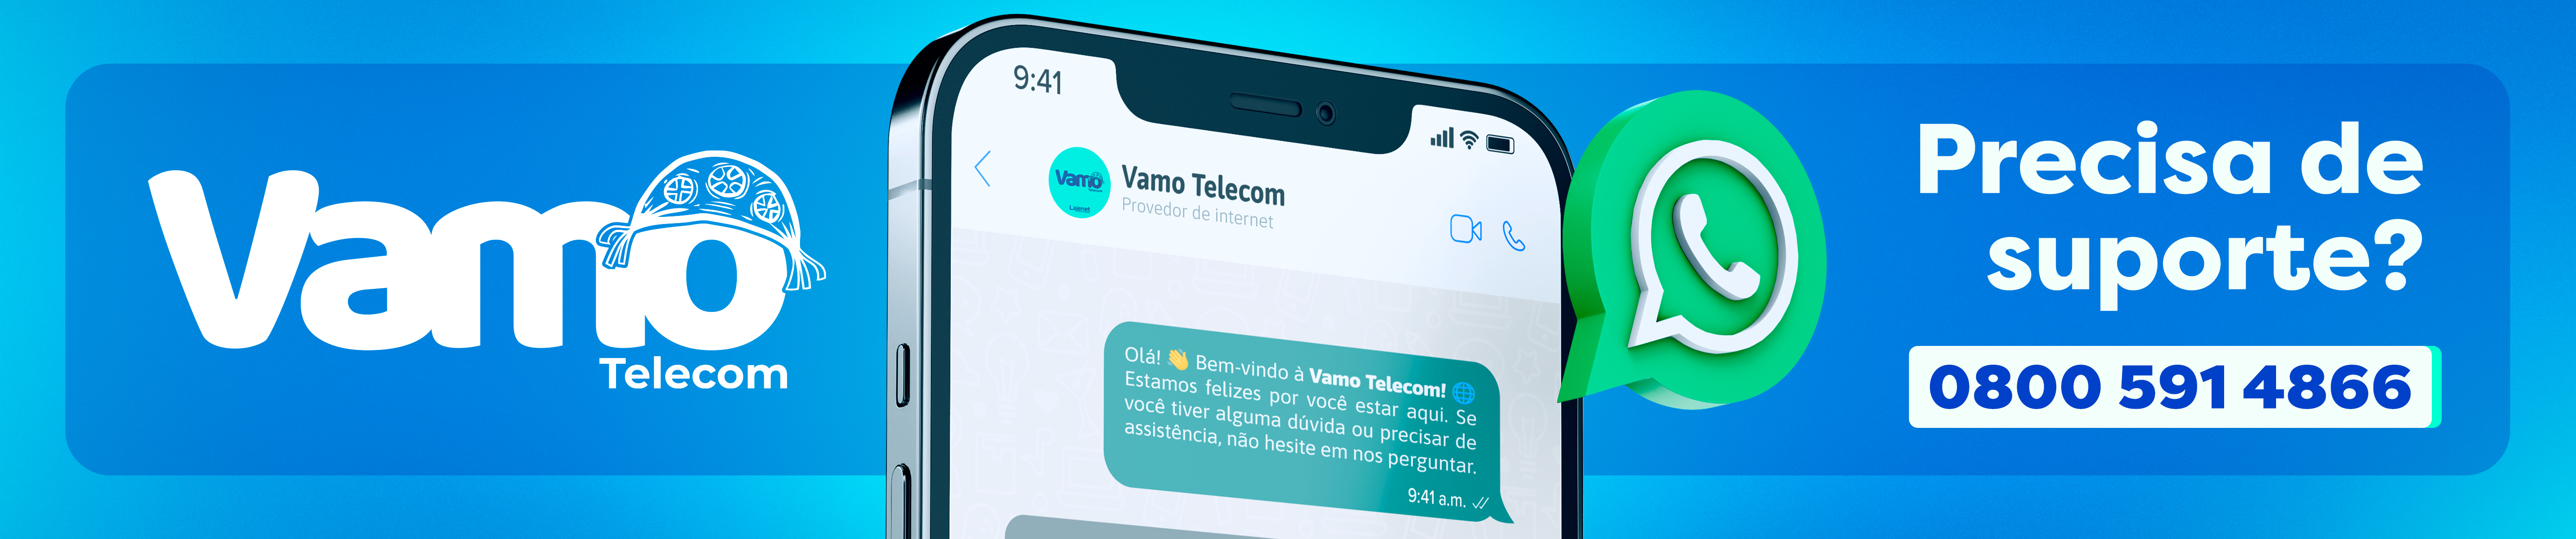 Vamo
Telecom
9:41
Vamo
Vamo Telecom
Provedor de internet
Olá! 👋 Bem-vindo à Vamo Telecom! 🌐
Estamos felizes por você estar aqui. Se
você tiver alguma dúvida ou precisar de
assistência, não hesite em nos perguntar.
9:41 a.m.
Precisa de
suporte?
0800 591 4866